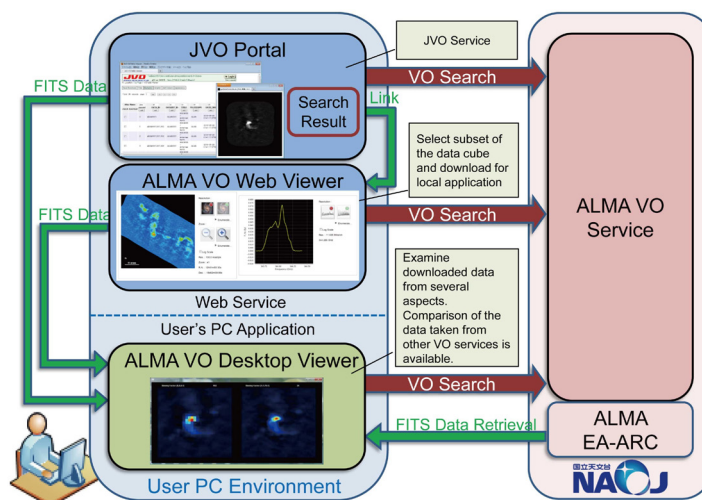 JVO Portal
JVO Service
FITS Data
VO Search
JVO
Search
Result
Link
Select subset
of the data cube
and download for
local application
ALMA VO Web Viewer
FITS Data
VO Search
ALMA VO
Service
Web Service
Examine
downloaded data
from several
aspects.
Comparison of the
data taken from
other VO services is
available.
User's PC Application
ALMA VO Desktop Viewer
VO Search
FITS Data Retrieval
ALMA
EA-ARC
User PC Environment
国立天文台
NAOJ